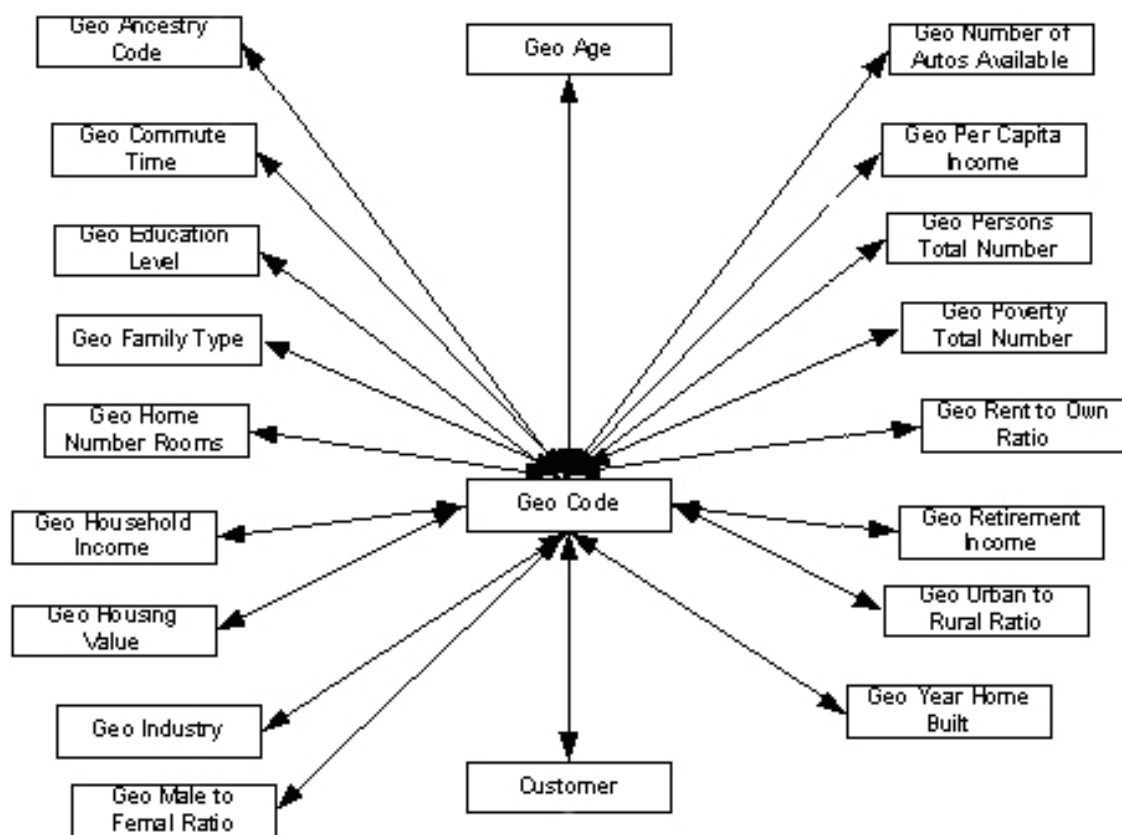 Geo Ancestry
Code
Geo Age
Geo Number of
Autos Available
Geo Commute
Time
Geo Per Capita
Income
Geo Education
Level
Geo Persons
Total Number
Geo Family Type
Geo Poverty
Total Number
Geo Home
Number Rooms
Geo Rent to Own
Ratio
Geo Code
Geo Household
Income
Geo Retirement
Income
Geo Housing
Value
Geo Urban to
Rural Ratio
Geo Industry
Geo Year Home
Built
Customer
Geo Male to
Femal Ratio